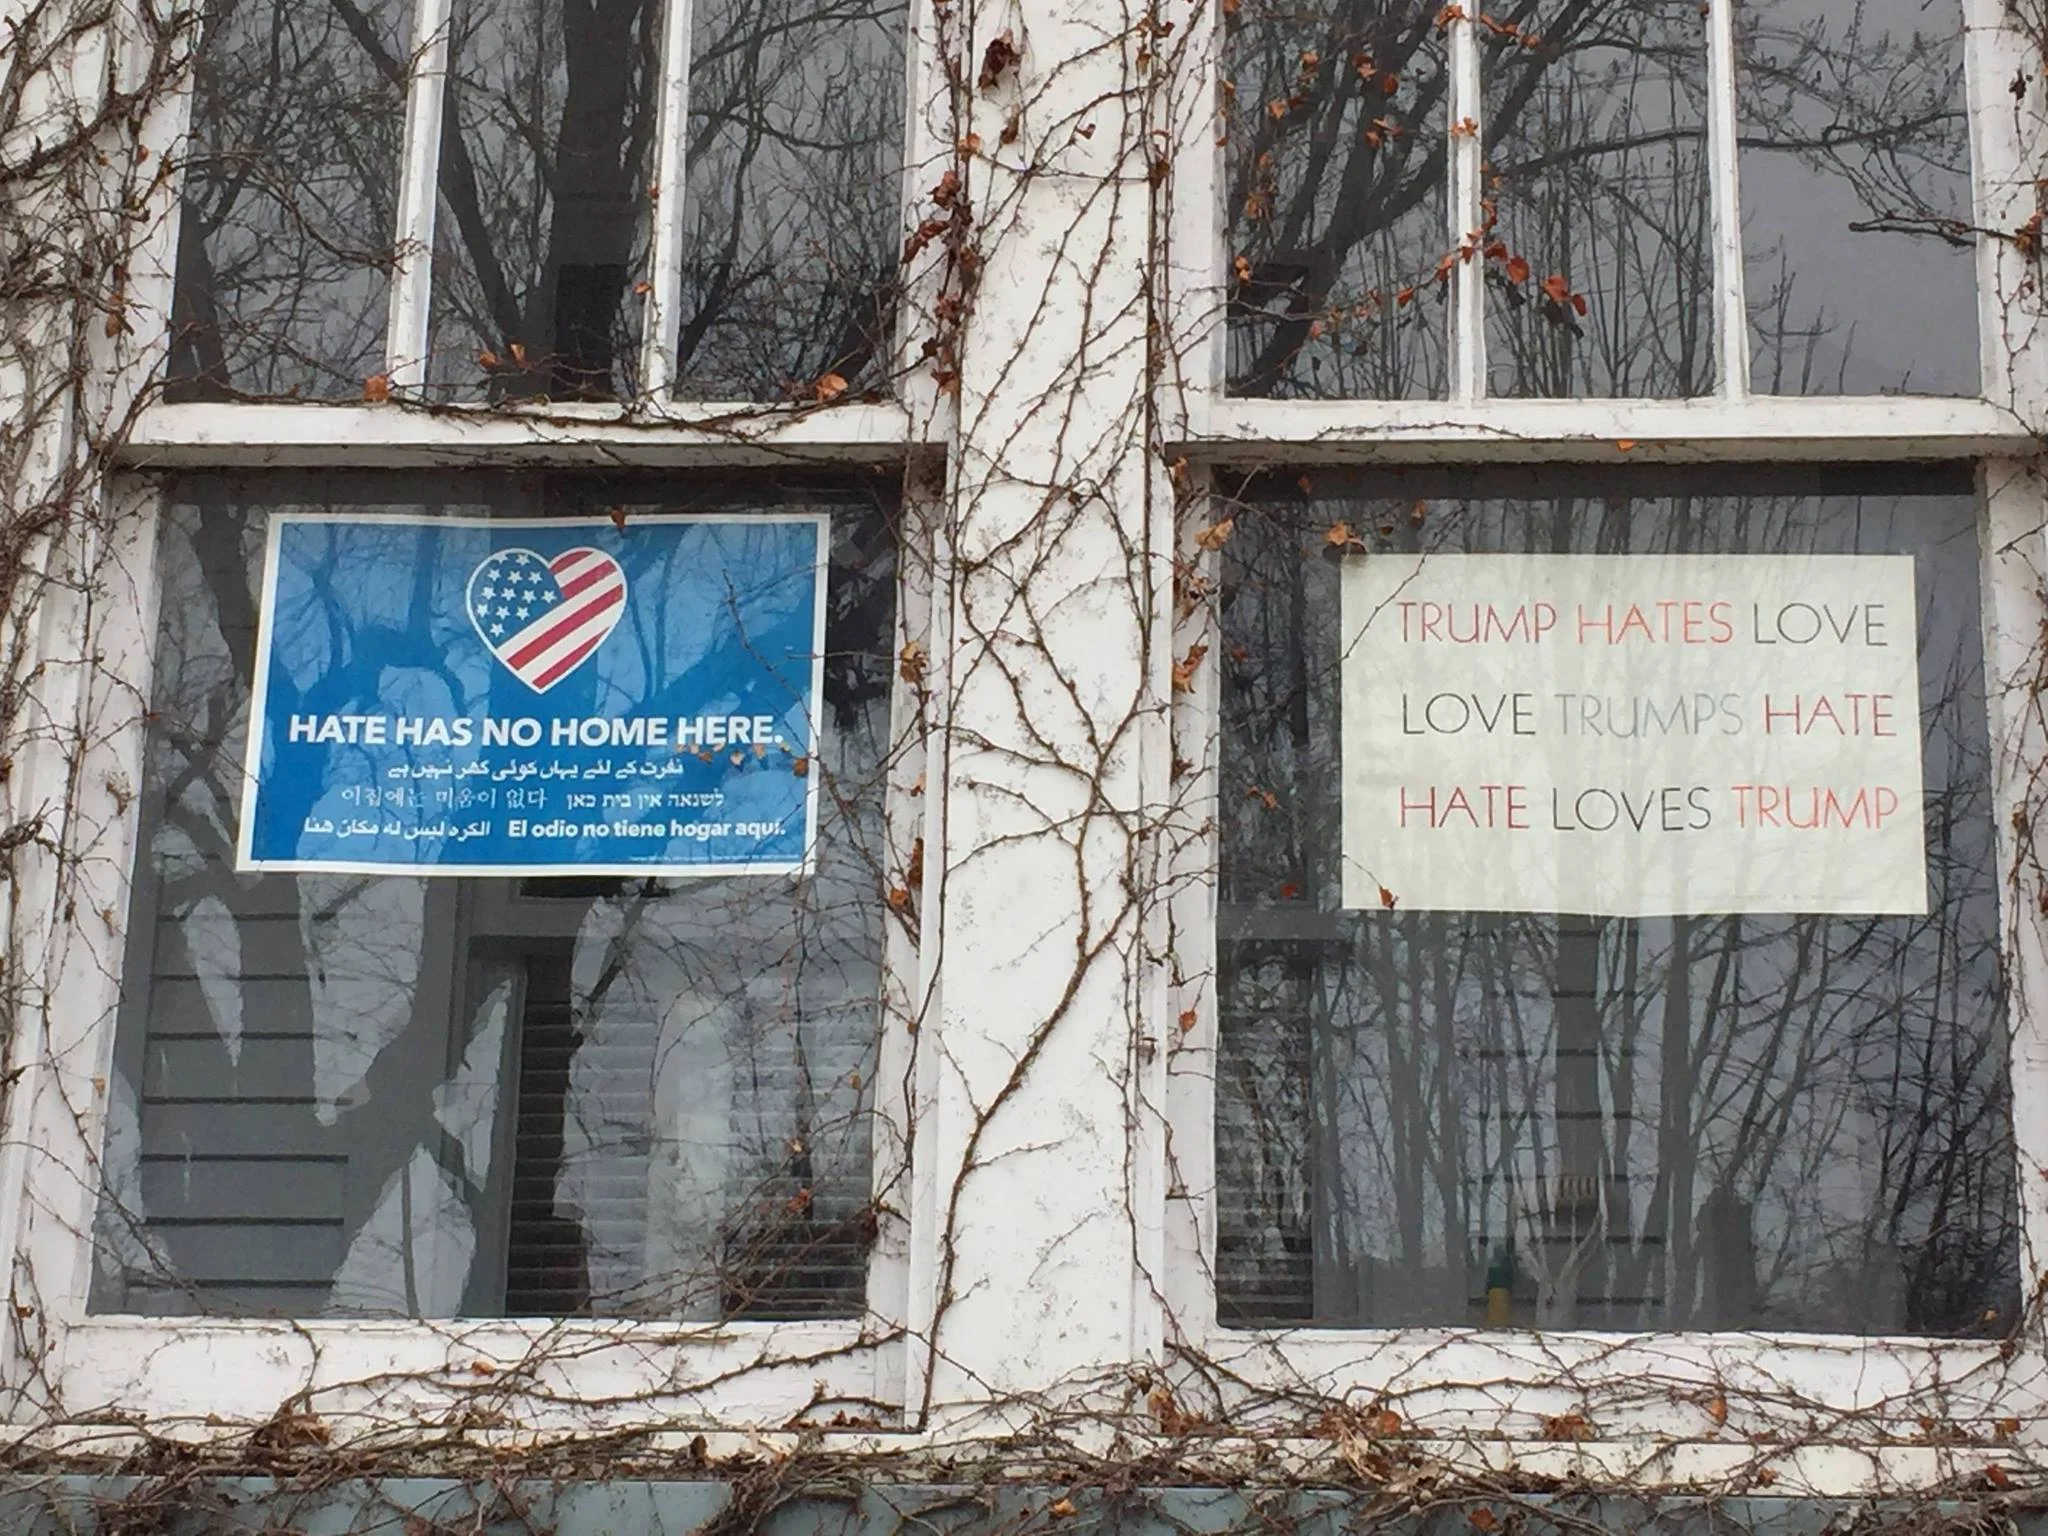 HATE HAS NO HOME HERE.
نفرت کے لئے یہاں کوئی گھر نہیں ہے
이집에는 미움이 없다 לשנאה אין בית כאן
الكره ليس له مكان هنا El odio no tiene hogar aquí.
TRUMP HATES LOVE
LOVE TRUMPS HATE
HATE LOVES TRUMP